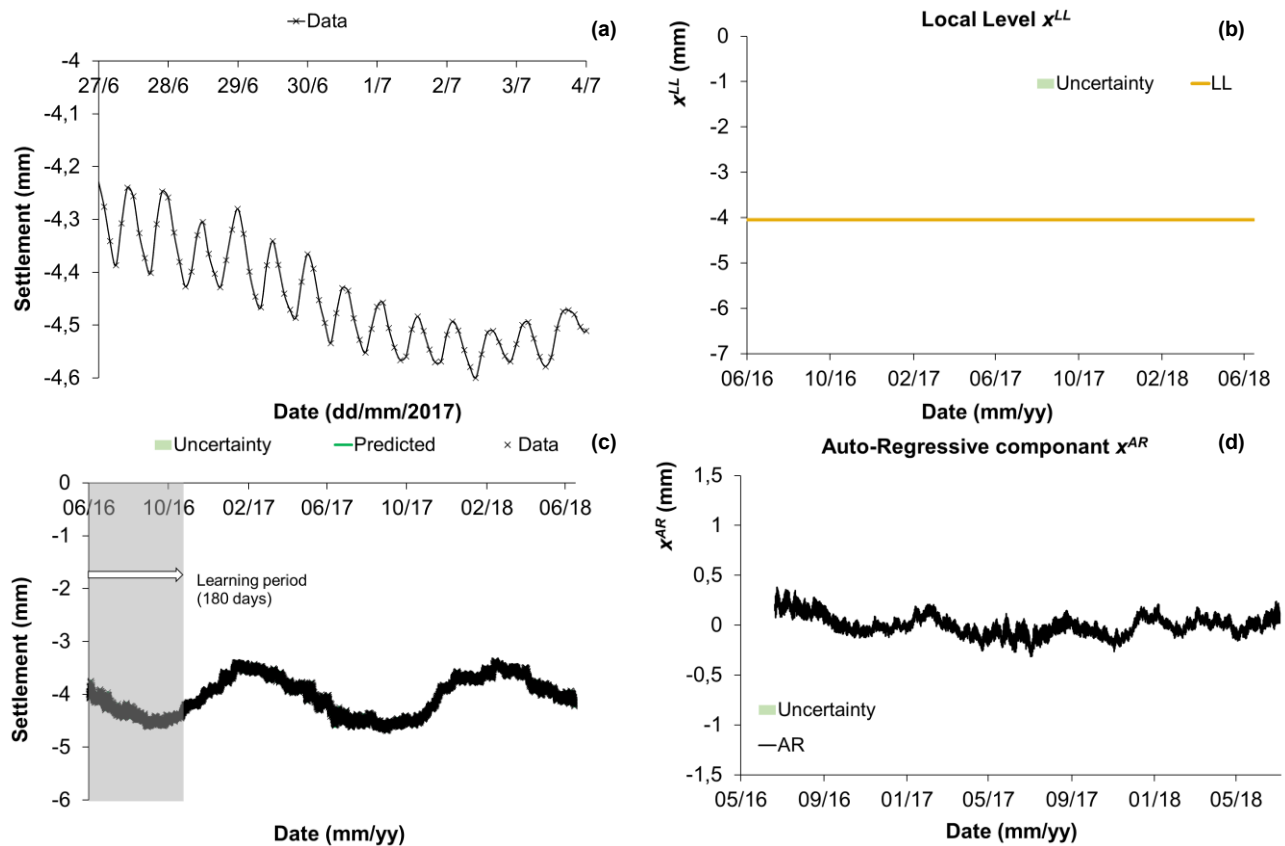 Data
(a)
-4
27/6 28/6 29/6 30/6 1/7 2/7 3/7 4/7
-4,1
-4,2
-4,3
-4,4
-4,5
-4,6
Settlement (mm)
Date (dd/mm/2017)
Local Level x^LL
(b)
x^LL (mm)
Uncertainty LL
0
-1
-2
-3
-4
-5
-6
-7
06/16 10/16 02/17 06/17 10/17 02/18 06/18
Date (mm/yy)
Uncertainty Predicted Data
(c)
0
06/16 10/16 02/17 06/17 10/17 02/18 06/18
-1
-2
Learning period
(180 days)
-3
-4
-5
-6
Settlement (mm)
Date (mm/yy)
Auto-Regressive componant x^AR
(d)
x^AR (mm)
1,5
1
0,5
0
-0,5
-1
-1,5
Uncertainty
AR
05/16 09/16 01/17 05/17 09/17 01/18 05/18
Date (mm/yy)